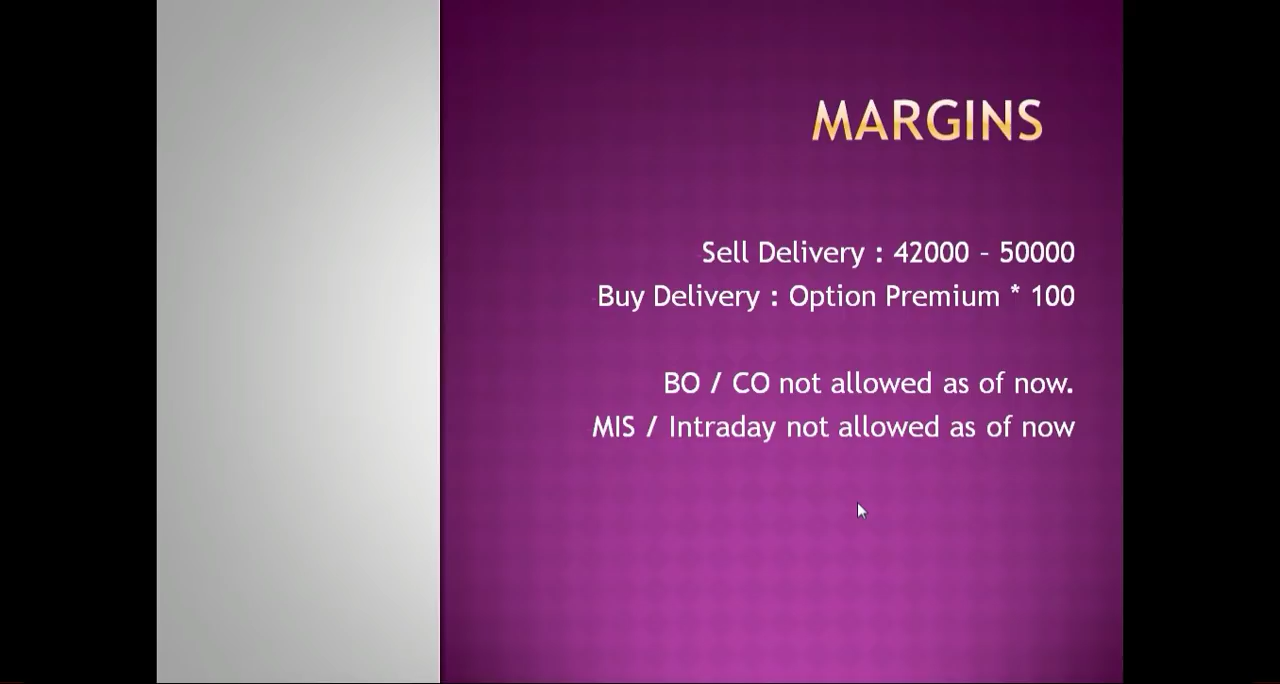 MARGINS
Sell Delivery : 42000 – 50000
Buy Delivery : Option Premium * 100
BO / CO not allowed as of now.
MIS / Intraday not allowed as of now